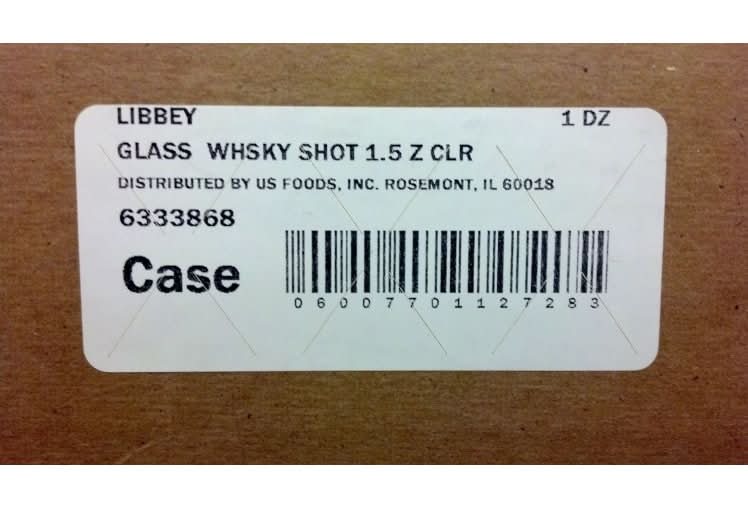 LIBBEY 1 DZ
GLASS WHSKY SHOT 1.5 Z CLR
DISTRIBUTED BY US FOODS, INC. ROSEMONT, IL 60018
6333868
Case
0 6 0 0 7 7 0 1 1 2 7 2 8 3